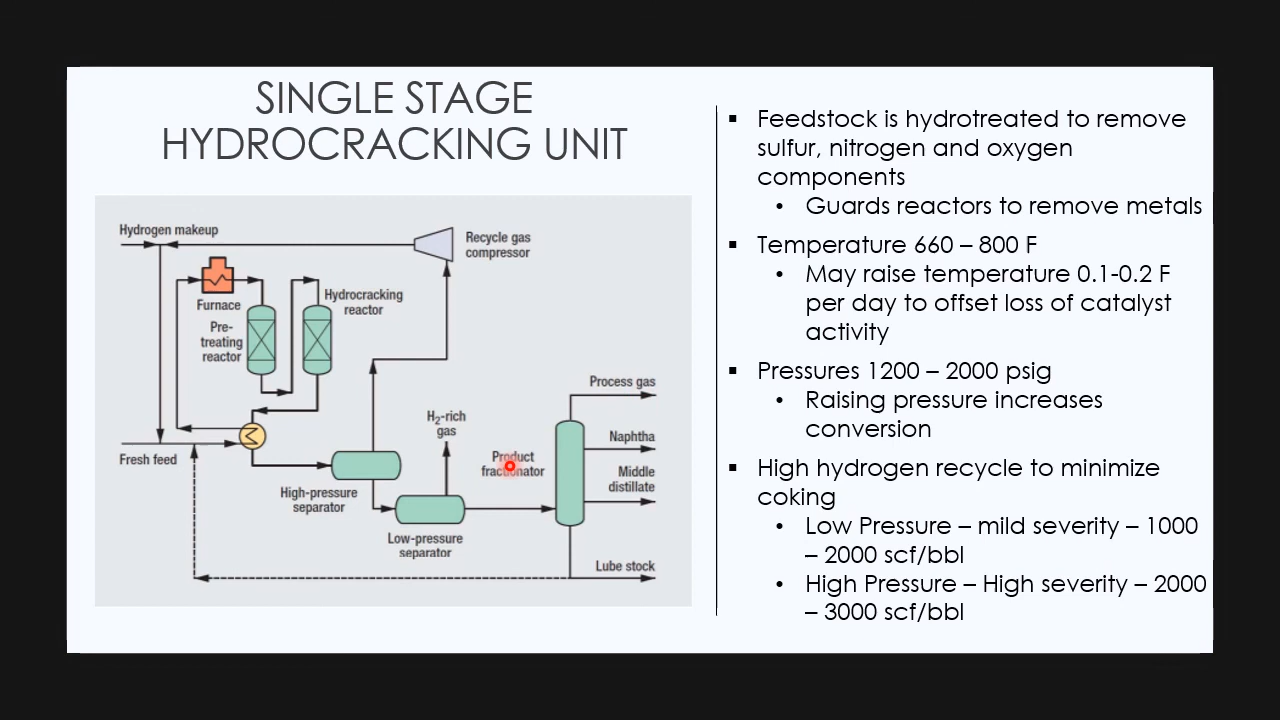 SINGLE STAGE
HYDROCRACKING UNIT
Hydrogen makeup
Recycle gas
compressor
Furnace
Hydrocracking
reactor
Pre-
treating
reactor
Process gas
H₂-rich
gas
Naphtha
Fresh feed
Product
fractionator
Middle
distillate
High-pressure
separator
Low-pressure
separator
Lube stock
▪ Feedstock is hydrotreated to remove
sulfur, nitrogen and oxygen
components
• Guards reactors to remove metals
▪ Temperature 660 – 800 F
• May raise temperature 0.1-0.2 F
per day to offset loss of catalyst
activity
▪ Pressures 1200 – 2000 psig
• Raising pressure increases
conversion
▪ High hydrogen recycle to minimize
coking
• Low Pressure – mild severity – 1000
– 2000 scf/bbl
• High Pressure – High severity – 2000
– 3000 scf/bbl